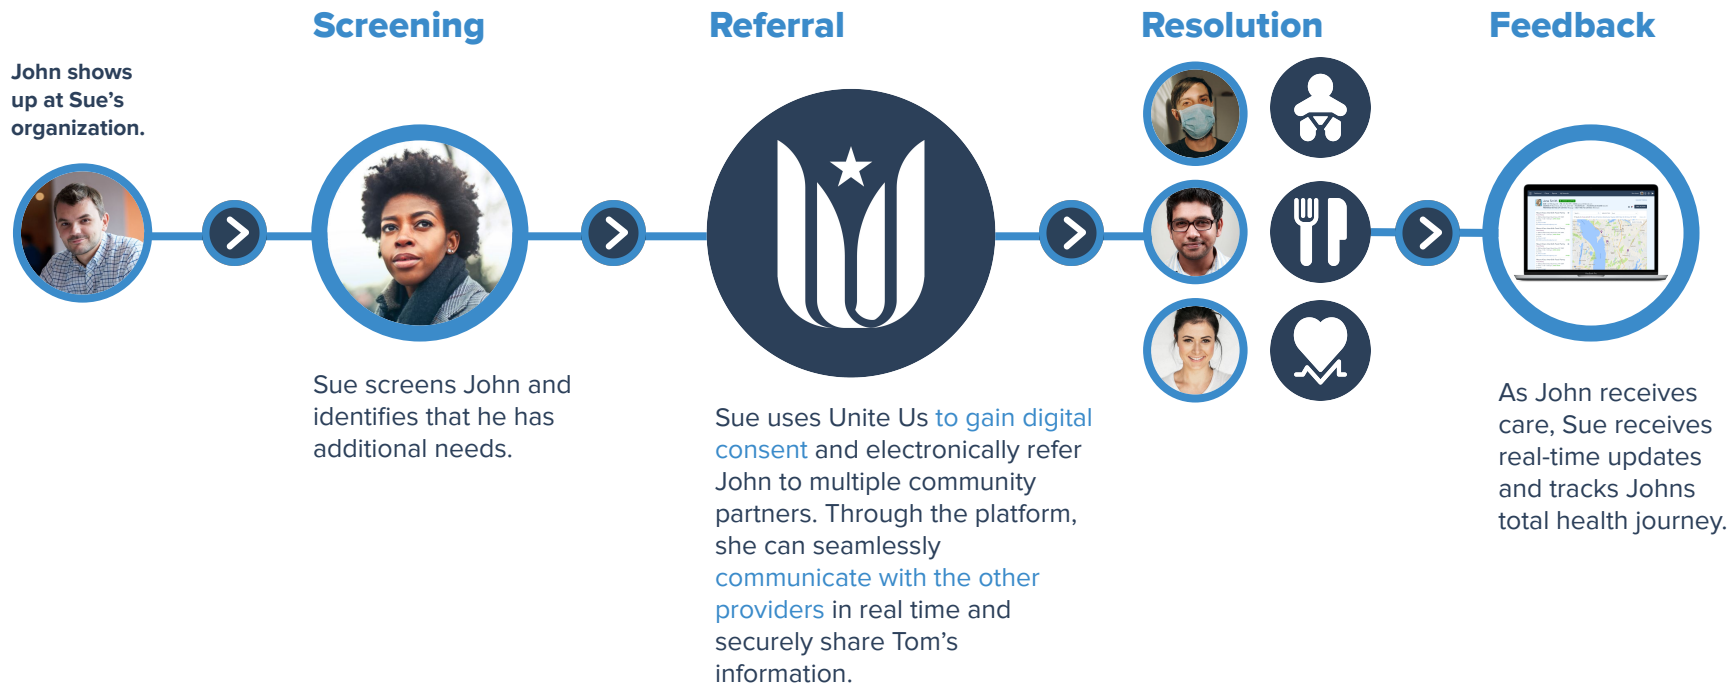 Screening
Referral
Resolution
Feedback
John shows
up at Sue's
organization.
Sue screens John and
identifies that he has
additional needs.
Sue uses Unite Us to gain digital
consent and electronically refer
John to multiple community
partners. Through the platform,
she can seamlessly
communicate with the other
providers in real time and
securely share Tom's
information.
As John receives
care, Sue receives
real-time updates
and tracks Johns
total health journey.